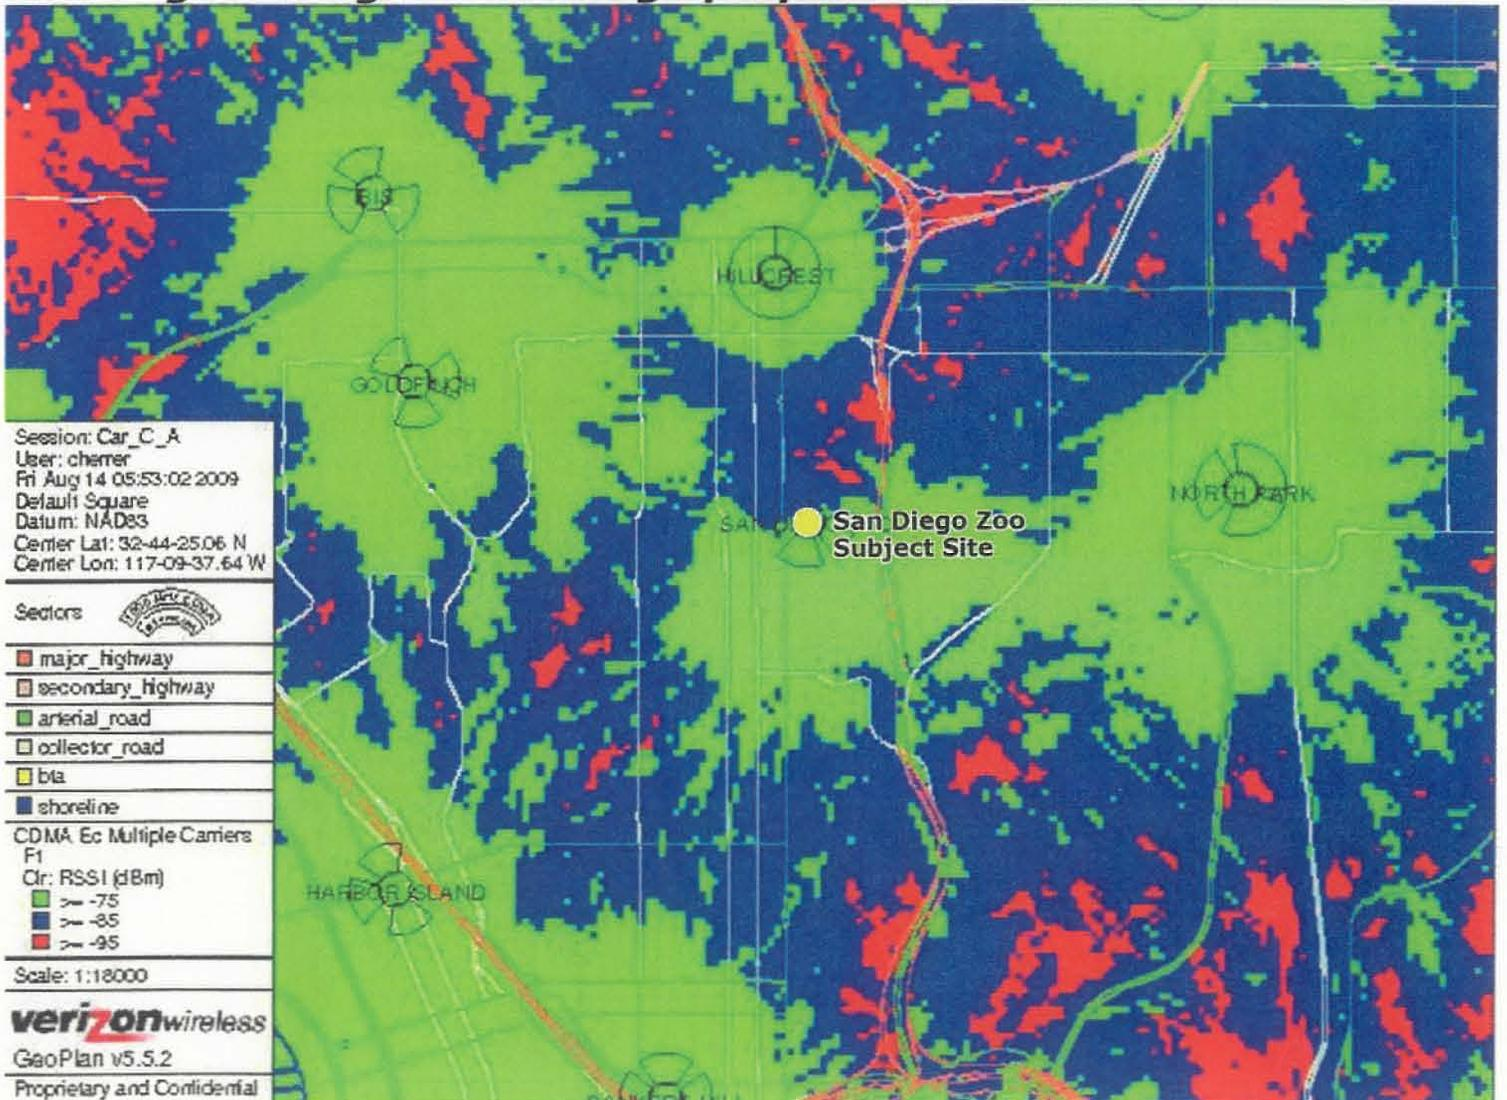 BIS
HILLCREST
GOLDFINCH
Session: Car_C_A
User: cherrer
Fri Aug 14 05:53:02 2009
Default Square
Datum: NAD83
Center Lat: 32-44-25.06 N
Center Lon: 117-09-37.64 W
NORTH PARK
SAN
San Diego Zoo
Subject Site
Sectors
major_highway
secondary_highway
arterial_road
collector_road
bta
shoreline
CDMA Ec Multiple Carriers
F1
Clr: RSSI (dBm)
>= -75
>= -85
>= -95
HARBOR ISLAND
Scale: 1:18000
verizonwireless
GeoPlan v5.5.2
Proprietary and Confidential